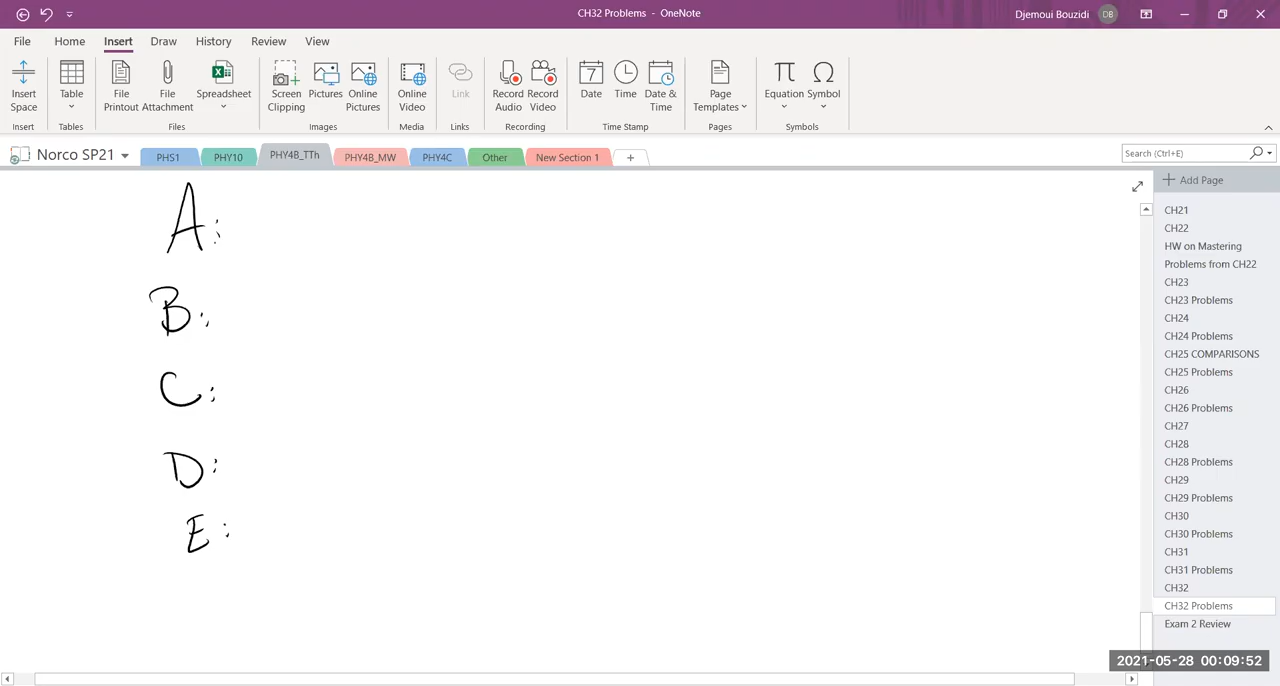 CH32 Problems - OneNote
Djemoui Bouzidi DB
File Home Insert Draw History Review View
Insert Space Table File Printout File Attachment Spreadsheet Screen Clipping Pictures Online Pictures Online Video Link Record Audio Record Video Date Time Date & Time Page Templates Equation Symbol
Insert Tables Files Images Media Links Recording Time Stamp Pages Symbols
Norco SP21 PHS1 PHY10 PHY4B_TTh PHY4B_MW PHY4C Other New Section 1 +
Search (Ctrl+E)
Add Page
A:
B:
C:
D:
E:
CH21
CH22
HW on Mastering
Problems from CH22
CH23
CH23 Problems
CH24
CH24 Problems
CH25 COMPARISONS
CH25 Problems
CH26
CH26 Problems
CH27
CH28
CH28 Problems
CH29
CH29 Problems
CH30
CH30 Problems
CH31
CH31 Problems
CH32
CH32 Problems
Exam 2 Review
2021-05-28 00:09:52